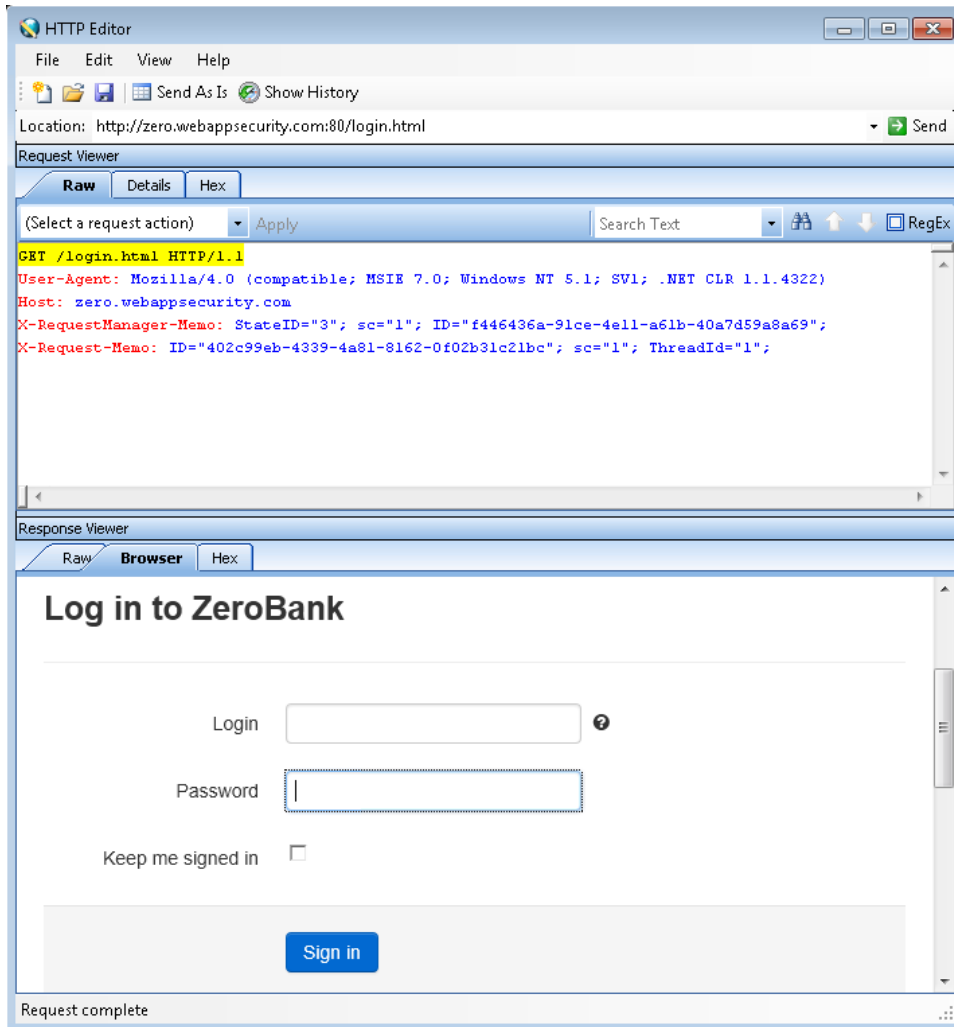 HTTP Editor
File Edit View Help
Send As Is Show History
Location: http://zero.webappsecurity.com:80/login.html Send
Request Viewer
Raw Details Hex
(Select a request action) Apply Search Text RegEx
GET /login.html HTTP/1.1
User-Agent: Mozilla/4.0 (compatible; MSIE 7.0; Windows NT 5.1; SV1; .NET CLR 1.1.4322)
Host: zero.webappsecurity.com
X-RequestManager-Memo: StateID="3"; sc="1"; ID="f446436a-91ce-4e11-a61b-40a7d59a8a69";
X-Request-Memo: ID="402c99eb-4339-4a81-8162-0f02b31c21bc"; sc="1"; ThreadId="1";
Response Viewer
Raw Browser Hex
Log in to ZeroBank
Login
Password
Keep me signed in
Sign in
Request complete